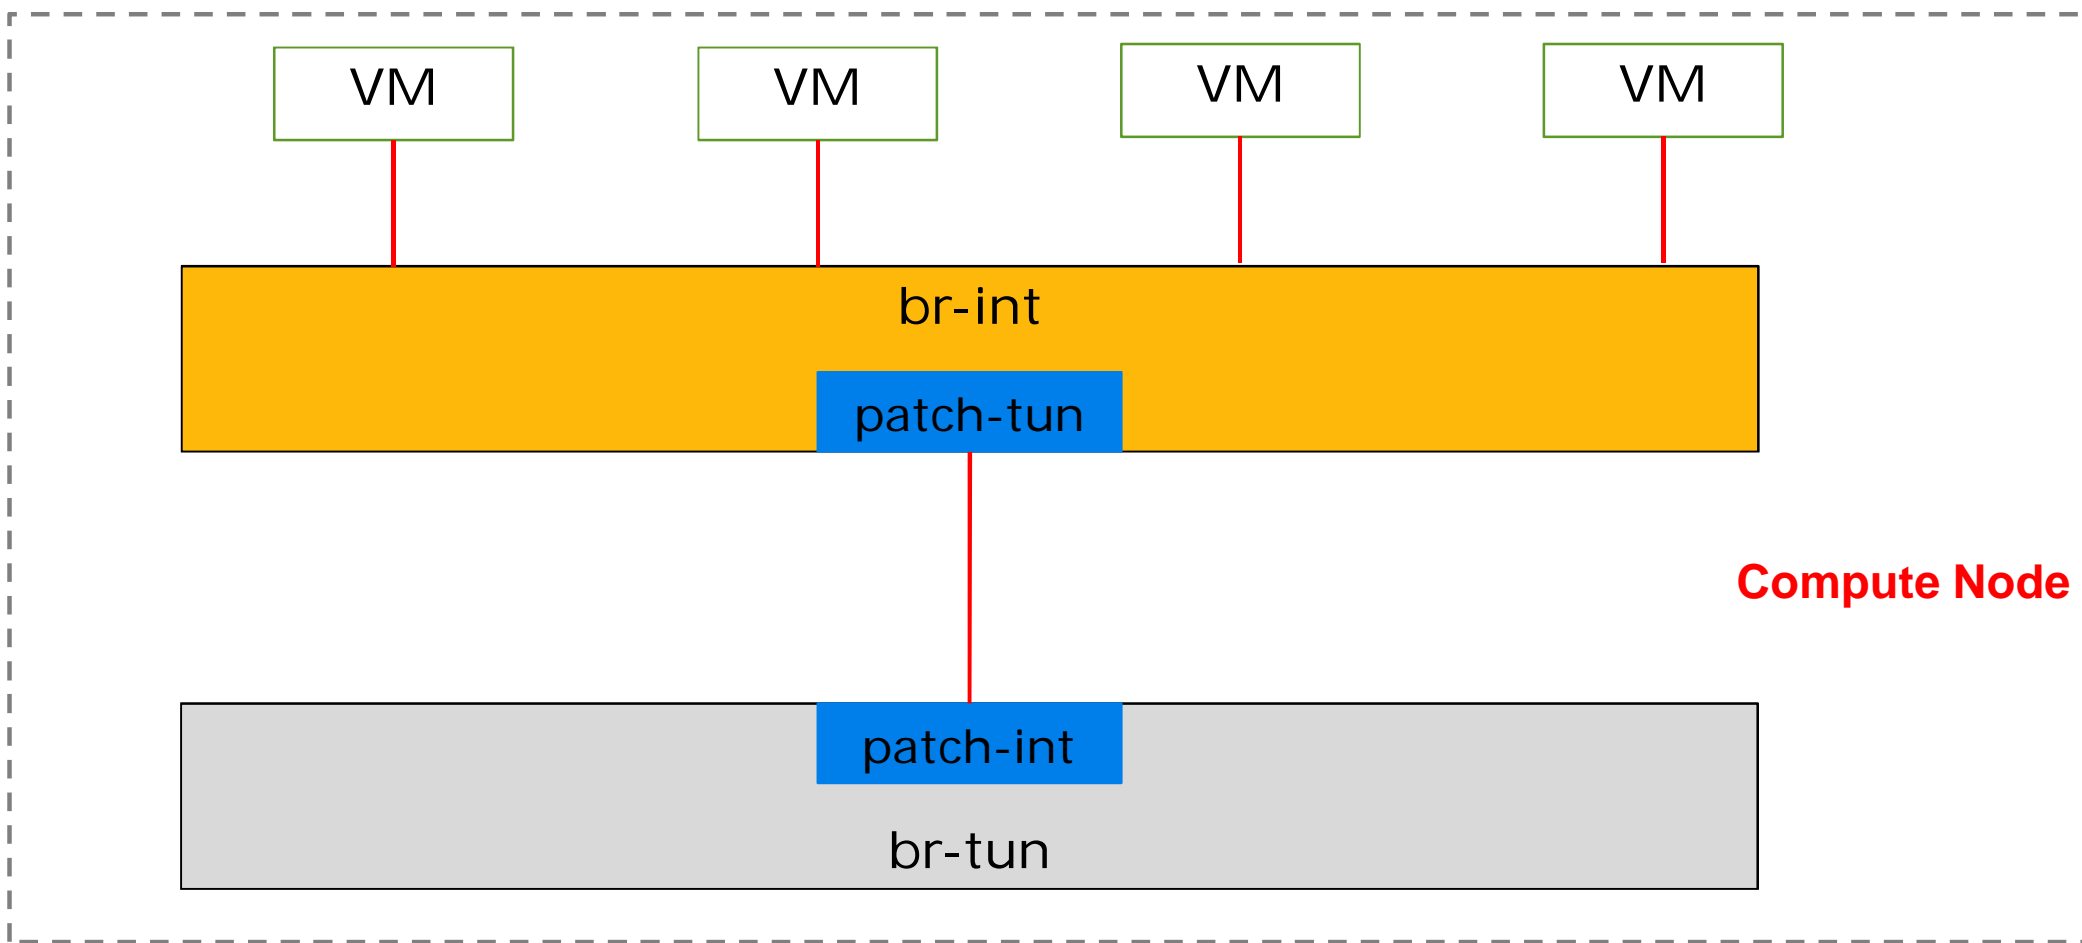 VM
VM
VM
VM
br-int
patch-tun
Compute Node
patch-int
br-tun